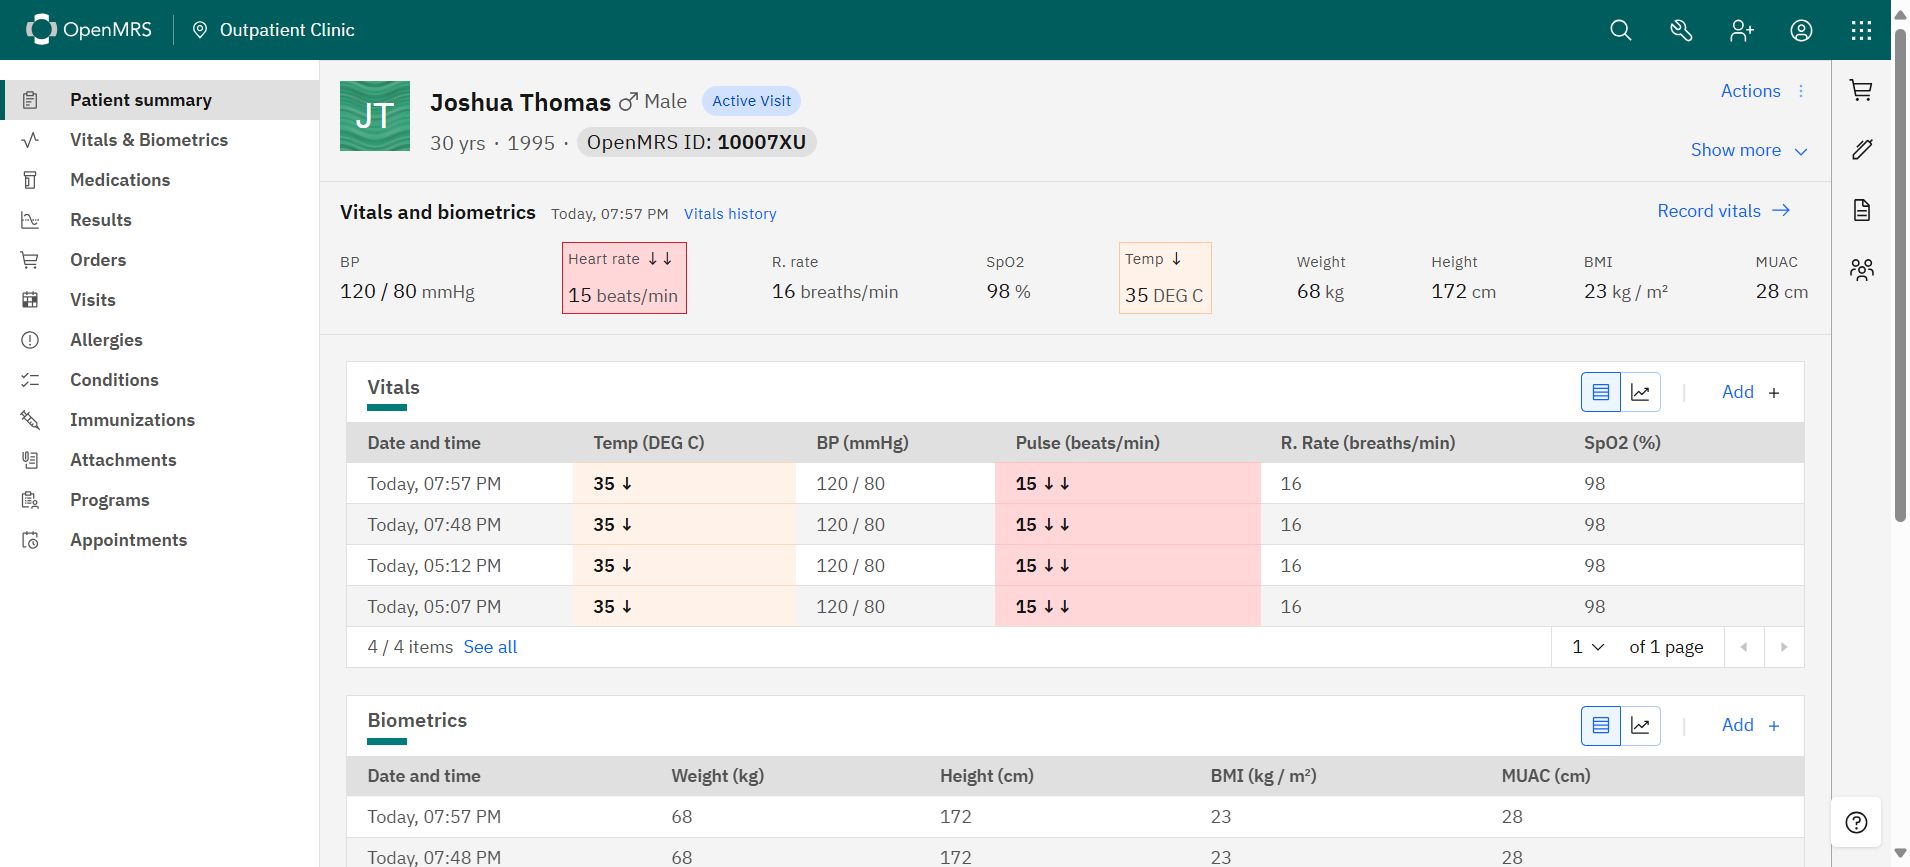 OpenMRS Outpatient Clinic
Patient summary
Vitals & Biometrics
Medications
Results
Orders
Visits
Allergies
Conditions
Immunizations
Attachments
Programs
Appointments
JT
Joshua Thomas Male Active Visit
30 yrs · 1995 · OpenMRS ID: 10007XU
Actions
Show more
Vitals and biometrics Today, 07:57 PM Vitals history Record vitals
BP Heart rate ↓↓ R. rate SpO2 Temp ↓ Weight Height BMI MUAC
120 / 80 mmHg 15 beats/min 16 breaths/min 98 % 35 DEG C 68 kg 172 cm 23 kg / m² 28 cm
Vitals Add +
Date and time Temp (DEG C) BP (mmHg) Pulse (beats/min) R. Rate (breaths/min) SpO2 (%)
Today, 07:57 PM 35 ↓ 120 / 80 15 ↓↓ 16 98
Today, 07:48 PM 35 ↓ 120 / 80 15 ↓↓ 16 98
Today, 05:12 PM 35 ↓ 120 / 80 15 ↓↓ 16 98
Today, 05:07 PM 35 ↓ 120 / 80 15 ↓↓ 16 98
4 / 4 items See all 1 of 1 page
Biometrics Add +
Date and time Weight (kg) Height (cm) BMI (kg / m²) MUAC (cm)
Today, 07:57 PM 68 172 23 28
Today, 07:48 PM 68 172 23 28